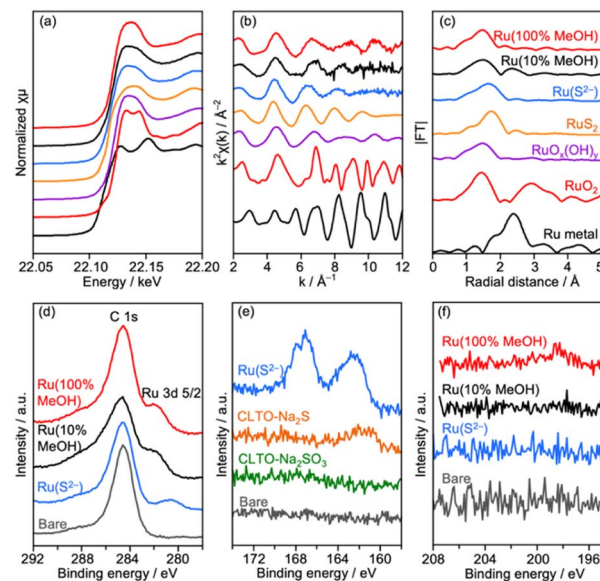 (a)
Normalized χμ
22.05 22.10 22.15 22.20
Energy / keV
(b)
k²χ(k) / Å⁻²
2 4 6 8 10 12
k / Å⁻¹
(c)
|FT|
Ru(100% MeOH)
Ru(10% MeOH)
Ru(S²⁻)
RuS₂
RuOₓ(OH)ᵧ
RuO₂
Ru metal
0 1 2 3 4 5
Radial distance / Å
(d)
C 1s
Ru 3d 5/2
Ru(100%
MeOH)
Ru(10%
MeOH)
Ru(S²⁻)
Bare
Intensity / a.u.
292 288 284 280
Binding energy / eV
(e)
Ru(S²⁻)
CLTO-Na₂S
CLTO-Na₂SO₃
Bare
Intensity / a.u.
172 168 164 160
Binding energy / eV
(f)
Ru(100% MeOH)
Ru(10% MeOH)
Ru(S²⁻)
Bare
Intensity / a.u.
208 204 200 196
Binding energy / eV